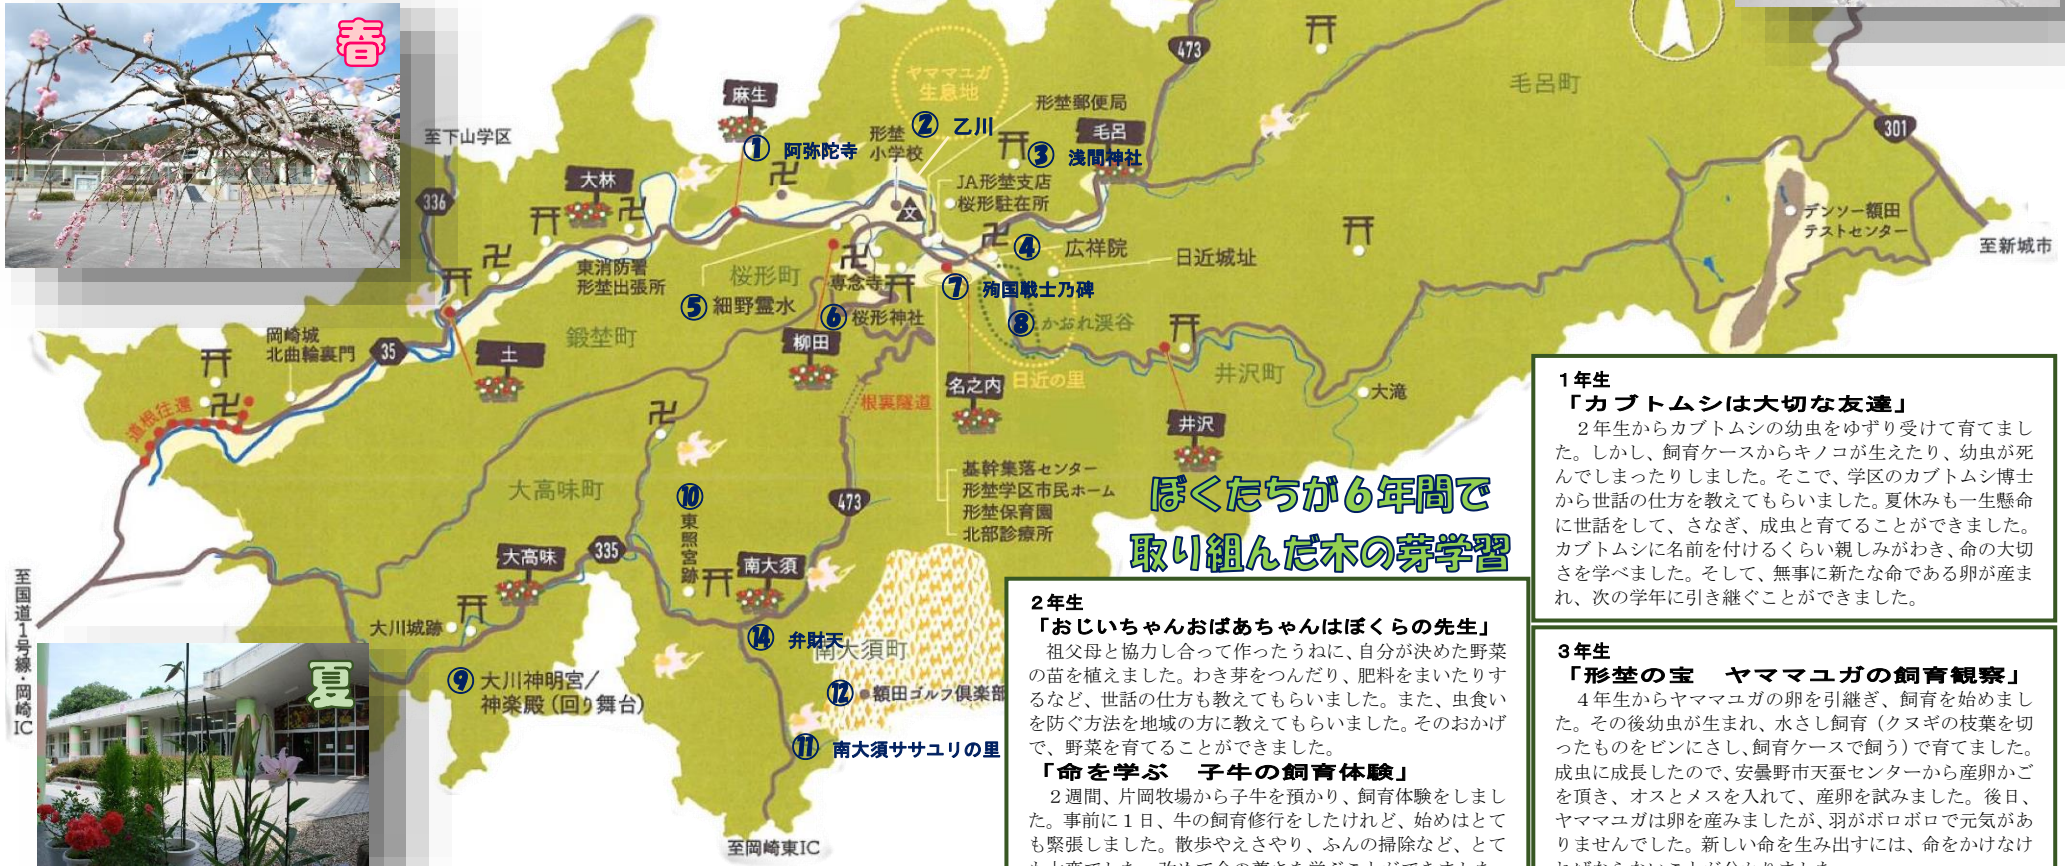 春
473
毛呂町
ヤママユガ
生息地
麻生
形埜郵便局
毛呂
301
至下山学区
形埜
小学校
② 乙川
① 阿弥陀寺
③ 浅間神社
大林
336
JA形埜支店
桜形駐在所
文
デンソー額田
テストセンター
至新城市
④ 広祥院
日近城址
東消防署
形埜出張所
桜形町
専念寺
⑦ 殉国戦士乃碑
⑤ 細野霊水
⑥ 桜形神社
⑧ かおれ渓谷
岡崎城
北曲輪裏門
35
鍛埜町
土
柳田
名之内
日近の里
井沢町
大滝
道根往還
根裏隧道
井沢
基幹集落センター
形埜学区市民ホーム
形埜保育園
北部診療所
大高味町
⑩
東照宮跡
473
大高味
335
南大須
至国道1号線・岡崎IC
大川城跡
⑭ 弁財天
南大須町
⑨ 大川神明宮/
神楽殿(回り舞台)
⑫ 額田ゴルフ倶楽部
⑪ 南大須ササユリの里
至岡崎東IC
夏
ぼくたちが6年間で
取り組んだ木の芽学習
1年生
「カブトムシは大切な友達」
2年生からカブトムシの幼虫をゆずり受けて育てまし
た。しかし、飼育ケースからキノコが生えたり、幼虫が死
んでしまったりしました。そこで、学区のカブトムシ博士
から世話の仕方を教えてもらいました。夏休みも一生懸命
に世話をして、さなぎ、成虫と育てることができました。
カブトムシに名前を付けるくらい親しみがわき、命の大切
さを学べました。そして、無事に新たな命である卵が産ま
れ、次の学年に引き継ぐことができました。
2年生
「おじいちゃんおばあちゃんはぼくらの先生」
祖父母と協力し合って作ったうねに、自分が決めた野菜
の苗を植えました。わき芽をつんだり、肥料をまいたりす
るなど、世話の仕方も教えてもらいました。また、虫食い
を防ぐ方法を地域の方に教えてもらいました。そのおかげ
で、野菜を育てることができました。
「命を学ぶ 子牛の飼育体験」
2週間、片岡牧場から子牛を預かり、飼育体験をしまし
た。事前に1日、牛の飼育修行をしたけれど、始めはとて
も緊張しました。散歩やえさやり、ふんの掃除など、とて
3年生
「形埜の宝 ヤママユガの飼育観察」
4年生からヤママユガの卵を引継ぎ、飼育を始めまし
た。その後幼虫が生まれ、水さし飼育(クヌギの枝葉を切
ったものをビンにさし、飼育ケースで飼う)で育てました。
成虫に成長したので、安曇野市天蚕センターから産卵かご
を頂き、オスとメスを入れて、産卵を試みました。後日、
ヤママユガは卵を産みましたが、羽がボロボロで元気があ
りませんでした。新しい命を生み出すには、命をかけなけ